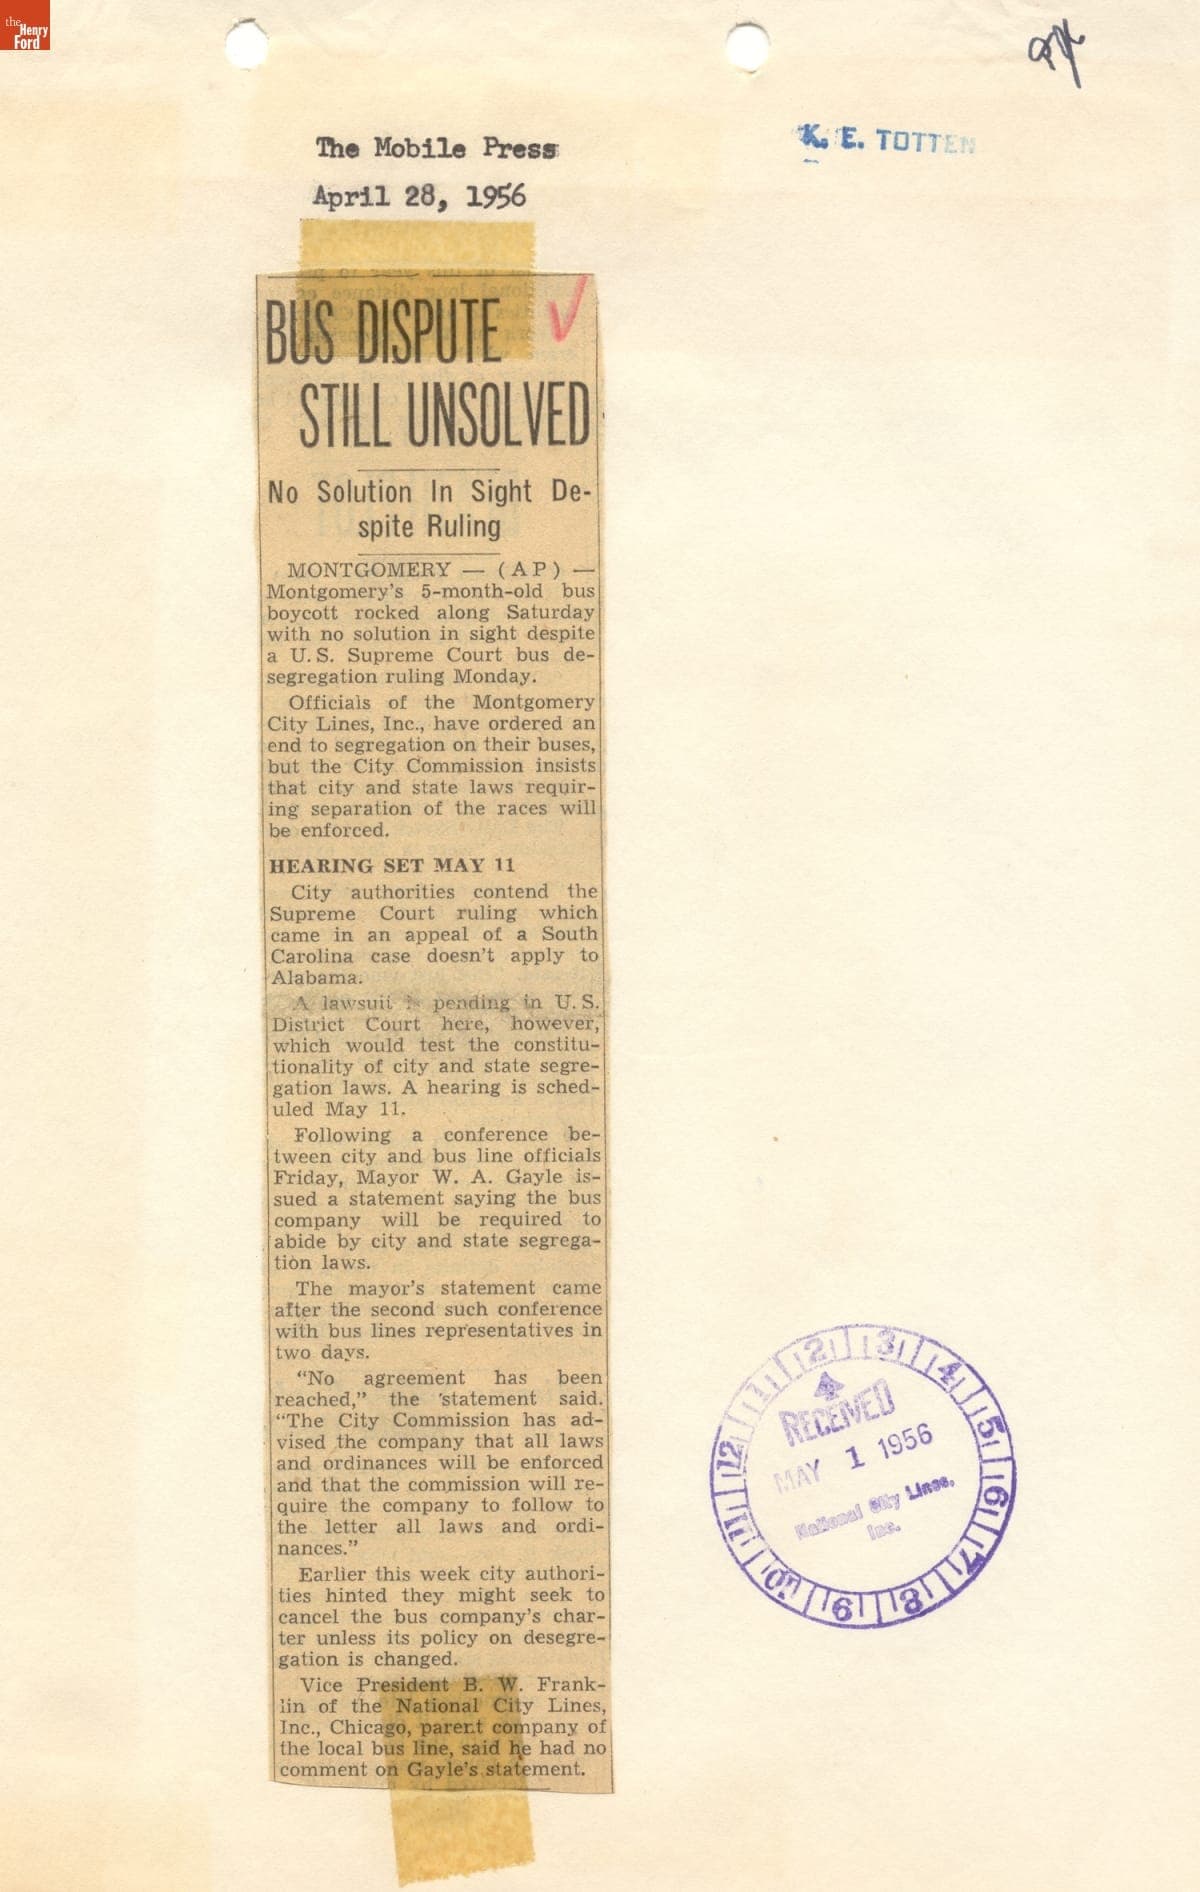 the
Henry
Ford
The Mobile Press
April 28, 1956
K. E. TOTTEN
BUS DISPUTE
STILL UNSOLVED
No Solution In Sight De-
spite Ruling
MONTGOMERY — (AP) —
Montgomery's 5-month-old bus
boycott rocked along Saturday
with no solution in sight despite
a U.S. Supreme Court bus de-
segregation ruling Monday.
Officials of the Montgomery
City Lines, Inc., have ordered an
end to segregation on their buses,
but the City Commission insists
that city and state laws requir-
ing separation of the races will
be enforced.
HEARING SET MAY 11
City authorities contend the
Supreme Court ruling which
came in an appeal of a South
Carolina case doesn't apply to
Alabama.
A lawsuit is pending in U.S.
District Court here, however,
which would test the constitu-
tionality of city and state segre-
gation laws. A hearing is sched-
uled May 11.
Following a conference be-
tween city and bus line officials
Friday, Mayor W. A. Gayle is-
sued a statement saying the bus
company will be required to
abide by city and state segrega-
tion laws.
The mayor's statement came
after the second such conference
with bus lines representatives in
two days.
"No agreement has been
reached," the statement said.
"The City Commission has ad-
vised the company that all laws
and ordinances will be enforced
and that the commission will re-
quire the company to follow to
the letter all laws and ordi-
nances."
Earlier this week city authori-
ties hinted they might seek to
cancel the bus company's char-
ter unless its policy on desegre-
gation is changed.
Vice President B. W. Frank-
lin of the National City Lines,
Inc., Chicago, parent company of
the local bus line, said he had no
comment on Gayle's statement.
12 1 2 3 4 5 6 7 8 9 10 11
RECEIVED
MAY 1 1956
National City Lines,
Inc.